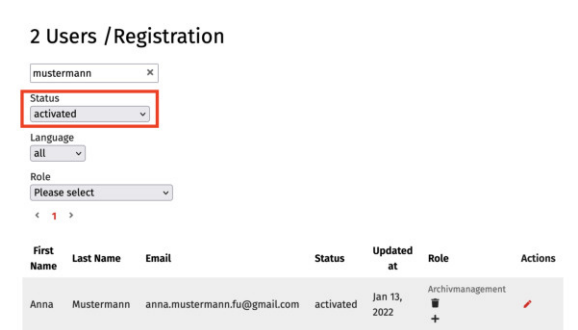 2 Users /Registration
mustermann ×
Status
activated
Language
all
Role
Please select
‹ 1 ›
First Name Last Name Email Status Updated at Role Actions
Anna Mustermann anna.mustermann.fu@gmail.com activated Jan 13, 2022 Archivmanagement
+